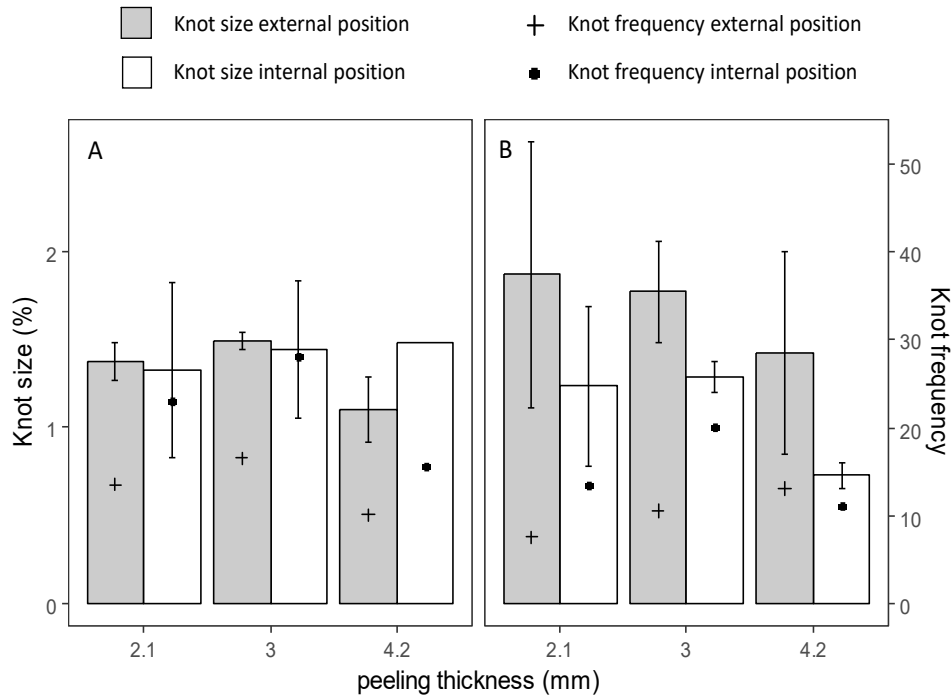 Knot size external position
Knot frequency external position
Knot size internal position
Knot frequency internal position
A
B
Knot size (%)
2
1
0
50
40
30
20
10
0
Knot frequency
2.1
3
4.2
2.1
3
4.2
peeling thickness (mm)